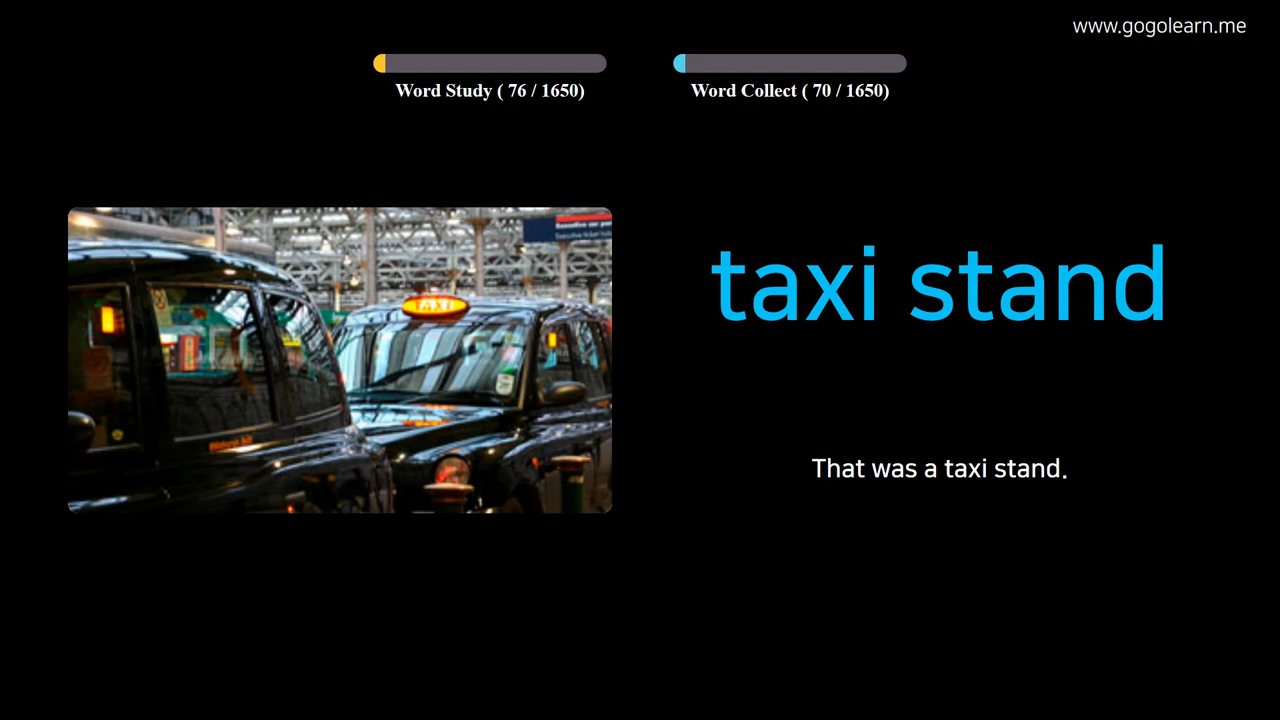 www.gogolearn.me
Word Study ( 76 / 1650)
Word Collect ( 70 / 1650)
taxi stand
TAXI
That was a taxi stand.